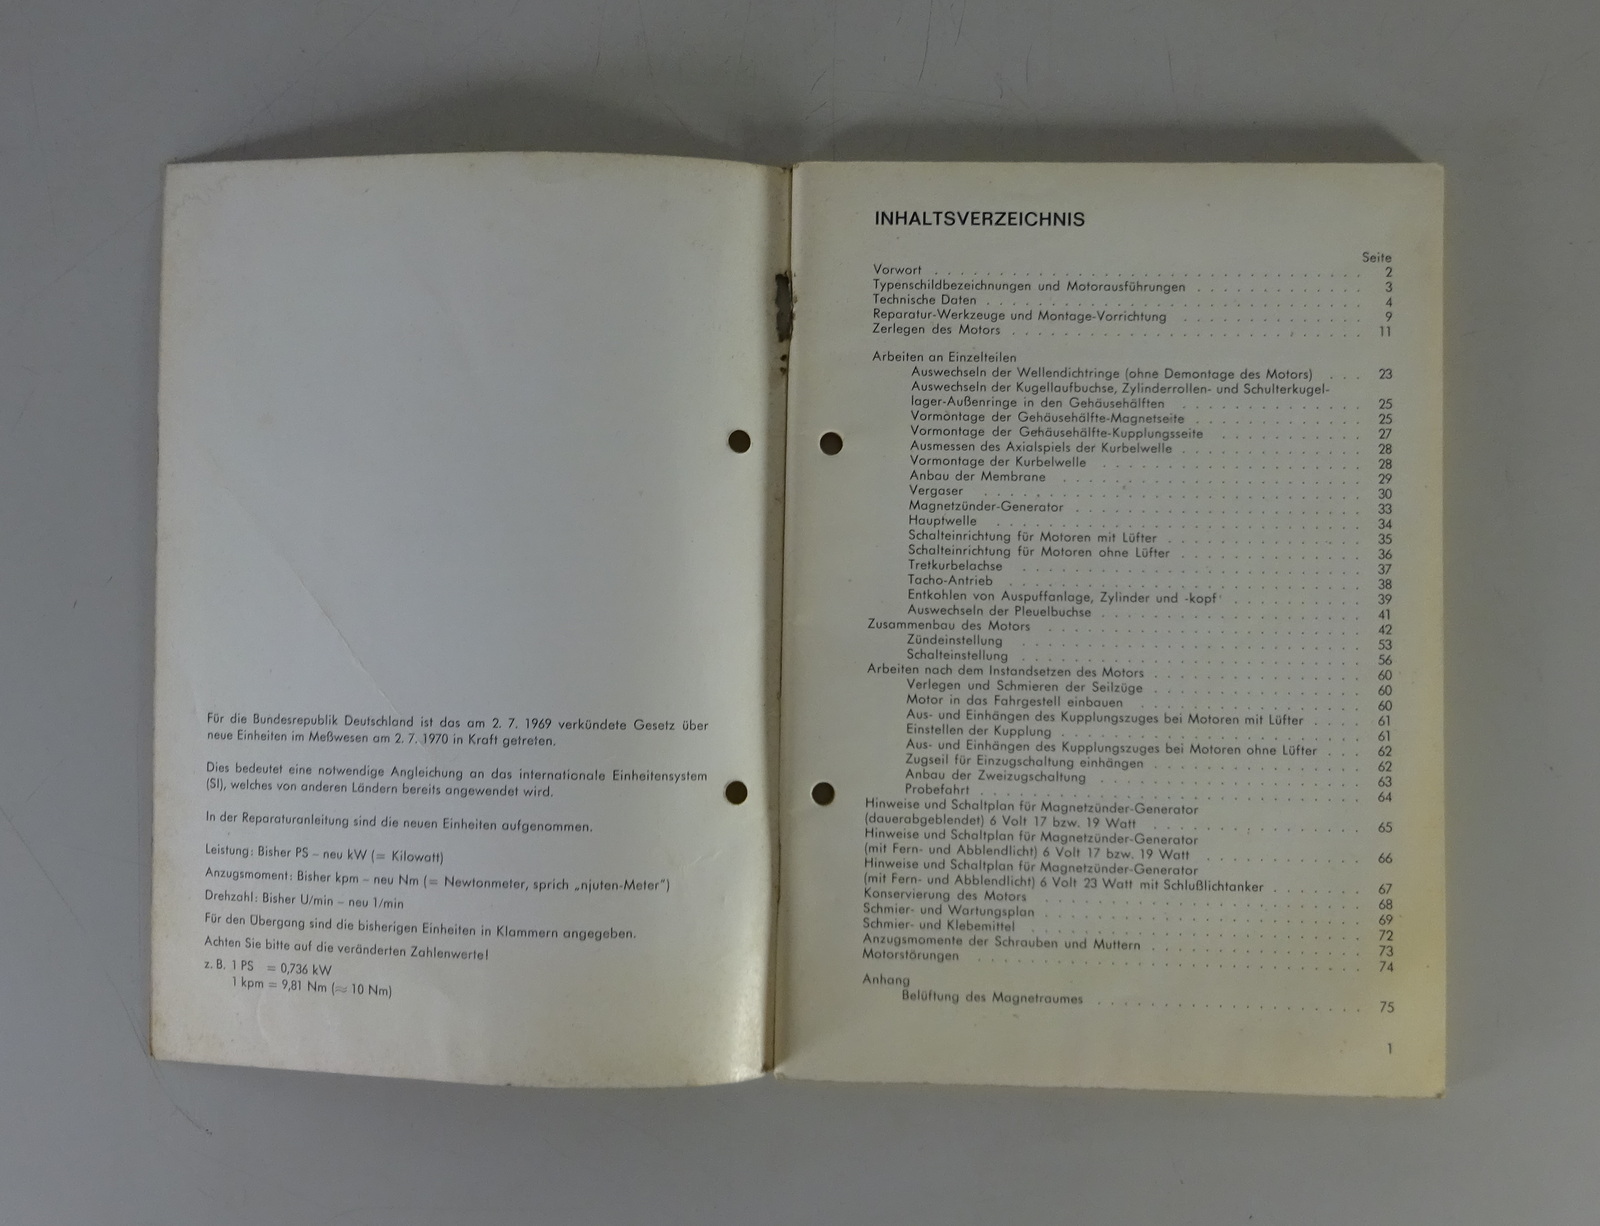 Für die Bundesrepublik Deutschland ist das am 2. 7. 1969 verkündete Gesetz über
neue Einheiten im Meßwesen am 2. 7. 1970 in Kraft getreten.
Dies bedeutet eine notwendige Angleichung an das internationale Einheitensystem
(SI), welches von anderen Ländern bereits angewendet wird.
In der Reparaturanleitung sind die neuen Einheiten aufgenommen.
Leistung: Bisher PS – neu kW (= Kilowatt)
Anzugsmoment: Bisher kpm – neu Nm (= Newtonmeter, sprich „njuten-Meter")
Drehzahl: Bisher U/min – neu 1/min
Für den Übergang sind die bisherigen Einheiten in Klammern angegeben.
Achten Sie bitte auf die veränderten Zahlenwerte!
z. B. 1 PS = 0,736 kW
1 kpm = 9,81 Nm (≈ 10 Nm)
INHALTSVERZEICHNIS
Seite
Vorwort . . . . . 2
Typenschildbezeichnungen und Motorausführungen . . . . . 3
Technische Daten . . . . . 4
Reparatur-Werkzeuge und Montage-Vorrichtung . . . . . 9
Zerlegen des Motors . . . . . 11
Arbeiten an Einzelteilen
Auswechseln der Wellendichtringe (ohne Demontage des Motors) . . . 23
Auswechseln der Kugellaufbuchse, Zylinderrollen- und Schulterkugel-
lager-Außenringe in den Gehäusehälften . . . . . 25
Vormontage der Gehäusehälfte-Magnetseite . . . . . 25
Vormontage der Gehäusehälfte-Kupplungsseite . . . . . 27
Ausmessen des Axialspiels der Kurbelwelle . . . . . 28
Vormontage der Kurbelwelle . . . . . 28
Anbau der Membrane . . . . . 29
Vergaser . . . . . 30
Magnetzünder-Generator . . . . . 33
Hauptwelle . . . . . 34
Schalteinrichtung für Motoren mit Lüfter . . . . . 35
Schalteinrichtung für Motoren ohne Lüfter . . . . . 36
Tretkurbelachse . . . . . 37
Tacho-Antrieb . . . . . 38
Entkohlen von Auspuffanlage, Zylinder und -kopf . . . . . 39
Auswechseln der Pleuelbuchse . . . . . 41
Zusammenbau des Motors . . . . . 42
Zündeinstellung . . . . . 53
Schalteinstellung . . . . . 56
Arbeiten nach dem Instandsetzen des Motors . . . . . 60
Verlegen und Schmieren der Seilzüge . . . . . 60
Motor in das Fahrgestell einbauen . . . . . 60
Aus- und Einhängen des Kupplungszuges bei Motoren mit Lüfter . . . . 61
Einstellen der Kupplung . . . . . 61
Aus- und Einhängen des Kupplungszuges bei Motoren ohne Lüfter . . . 62
Zugseil für Einzugschaltung einhängen . . . . . 62
Anbau der Zweizugschaltung . . . . . 63
Probefahrt . . . . . 64
Hinweise und Schaltplan für Magnetzünder-Generator
(dauerabgeblendet) 6 Volt 17 bzw. 19 Watt . . . . . 65
Hinweise und Schaltplan für Magnetzünder-Generator
(mit Fern- und Abblendlicht) 6 Volt 17 bzw. 19 Watt . . . . . 66
Hinweise und Schaltplan für Magnetzünder-Generator
(mit Fern- und Abblendlicht) 6 Volt 23 Watt mit Schlußlichtanker . . . . . 67
Konservierung des Motors . . . . . 68
Schmier- und Wartungsplan . . . . . 69
Schmier- und Klebemittel . . . . . 72
Anzugsmomente der Schrauben und Muttern . . . . . 73
Motorstörungen . . . . . 74
Anhang
Belüftung des Magnetraumes . . . . . 75
1